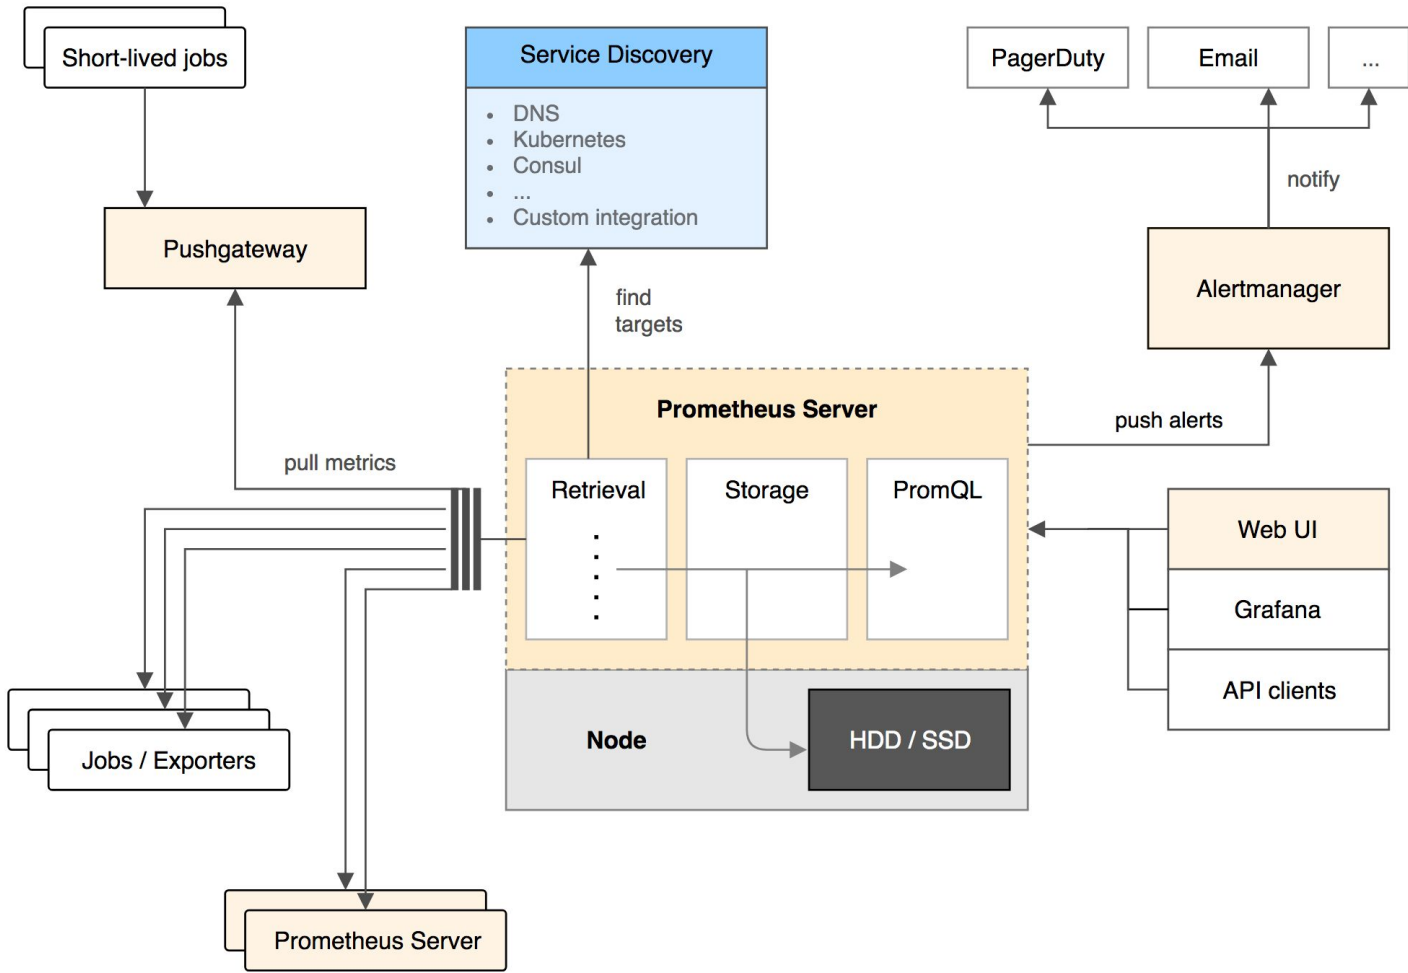 Short-lived jobs
Service Discovery
• DNS
• Kubernetes
• Consul
• ...
• Custom integration
PagerDuty
Email
...
notify
Pushgateway
Alertmanager
find
targets
Prometheus Server
push alerts
pull metrics
Retrieval
Storage
PromQL
Web UI
Grafana
API clients
Node
HDD / SSD
Jobs / Exporters
Prometheus Server